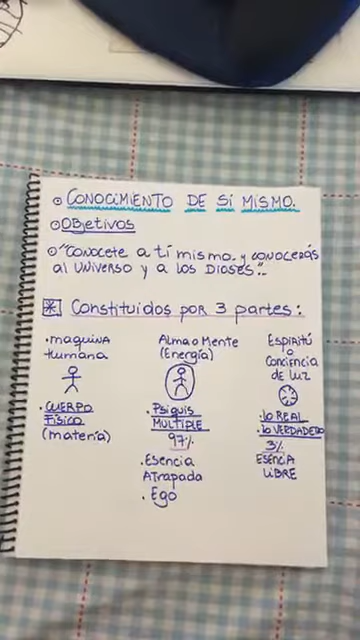 ⊙ CONOCIMIENTO DE SÍ MISMO.
⊙ Objetivos
⊙ "CONOCETE a tí mismo. y CONOCERÁS
al UNIVERSO y a los DIOSES".
Constituidos por 3 partes:
• maquina
Humana
• CUERPO
FÍSICO
(materia)
Alma o Mente
(Energía)
• PSIQUIS
MULTIPLE
97%
• Esencia
ATrapada
• Ego
Espiritú
o
Conciencia
de luz
• lo REAL
• lo VERDADERO
3%
ESENCIA
LIBRE